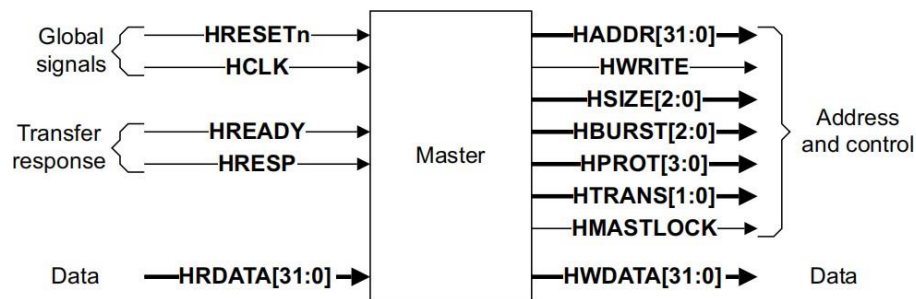 Global
signals
HRESETn
HCLK
Transfer
response
HREADY
HRESP
Data
HRDATA[31:0]
Master
HADDR[31:0]
HWRITE
HSIZE[2:0]
HBURST[2:0]
HPROT[3:0]
HTRANS[1:0]
HMASTLOCK
Address
and control
HWDATA[31:0]
Data